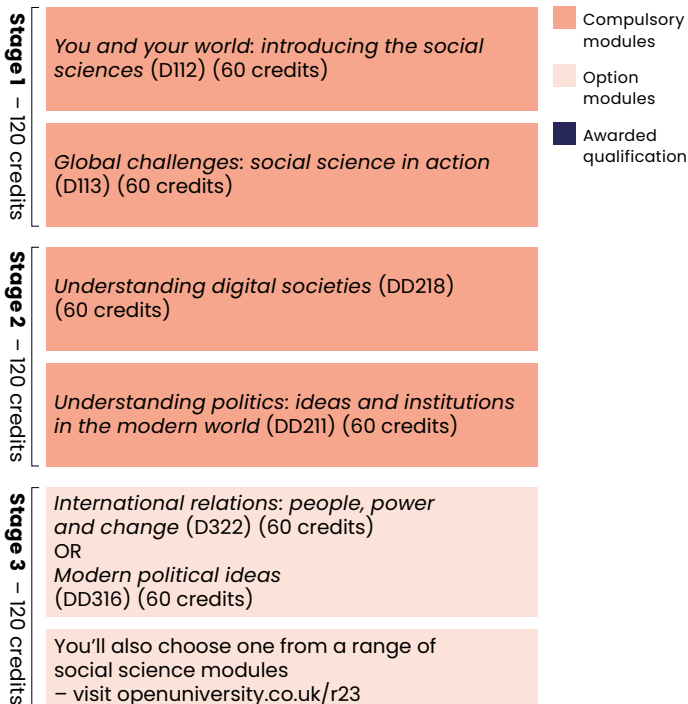 Stage 1 – 120 credits
You and your world: introducing the social
sciences (D112) (60 credits)
Global challenges: social science in action
(D113) (60 credits)
Stage 2 – 120 credits
Understanding digital societies (DD218)
(60 credits)
Understanding politics: ideas and institutions
in the modern world (DD211) (60 credits)
Stage 3 – 120 credits
International relations: people, power
and change (D322) (60 credits)
OR
Modern political ideas
(DD316) (60 credits)
You’ll also choose one from a range of
social science modules
– visit openuniversity.co.uk/r23
Compulsory
modules
Option
modules
Awarded
qualification